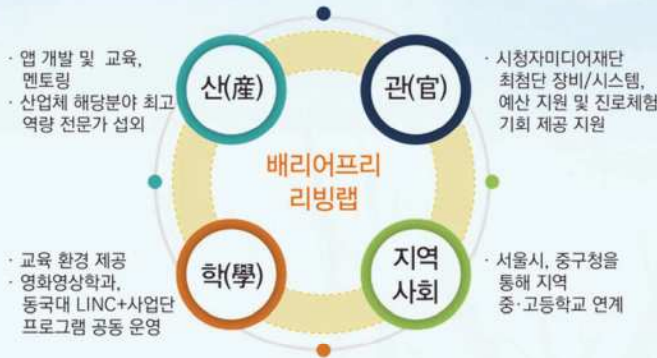 · 앱 개발 및 교육,
멘토링
· 산업체 해당분야 최고
역량 전문가 섭외
산(産)
관(官)
· 시청자미디어재단
최첨단 장비/시스템,
예산 지원 및 진로체험
기회 제공 지원
배리어프리
리빙랩
· 교육 환경 제공
· 영화영상학과,
동국대 LINC+사업단
프로그램 공동 운영
학(學)
지역
사회
· 서울시, 중구청을
통해 지역
중·고등학교 연계